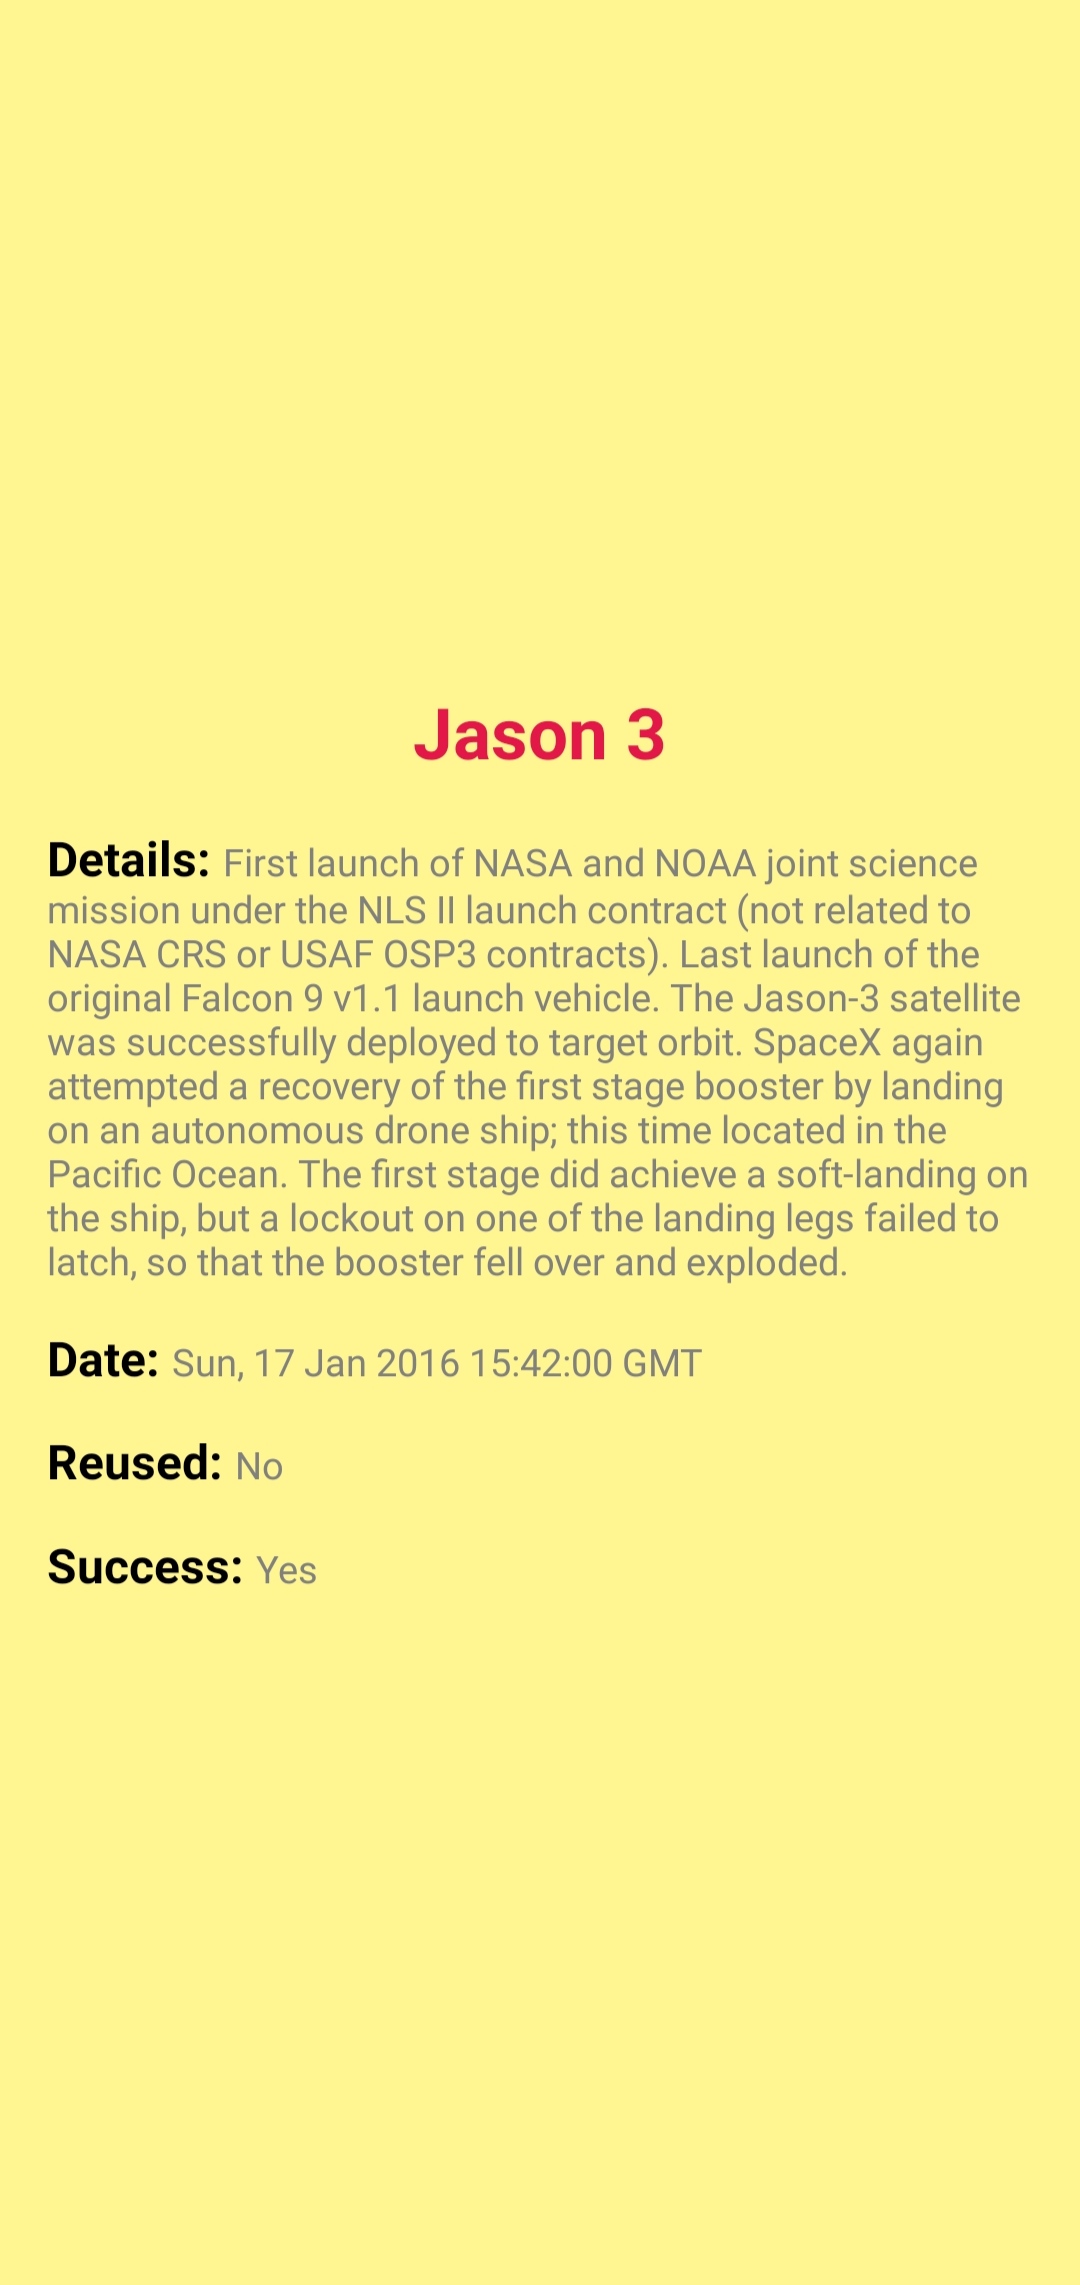 Jason 3
Details: First launch of NASA and NOAA joint science
mission under the NLS II launch contract (not related to
NASA CRS or USAF OSP3 contracts). Last launch of the
original Falcon 9 v1.1 launch vehicle. The Jason-3 satellite
was successfully deployed to target orbit. SpaceX again
attempted a recovery of the first stage booster by landing
on an autonomous drone ship; this time located in the
Pacific Ocean. The first stage did achieve a soft-landing on
the ship, but a lockout on one of the landing legs failed to
latch, so that the booster fell over and exploded.
Date: Sun, 17 Jan 2016 15:42:00 GMT
Reused: No
Success: Yes